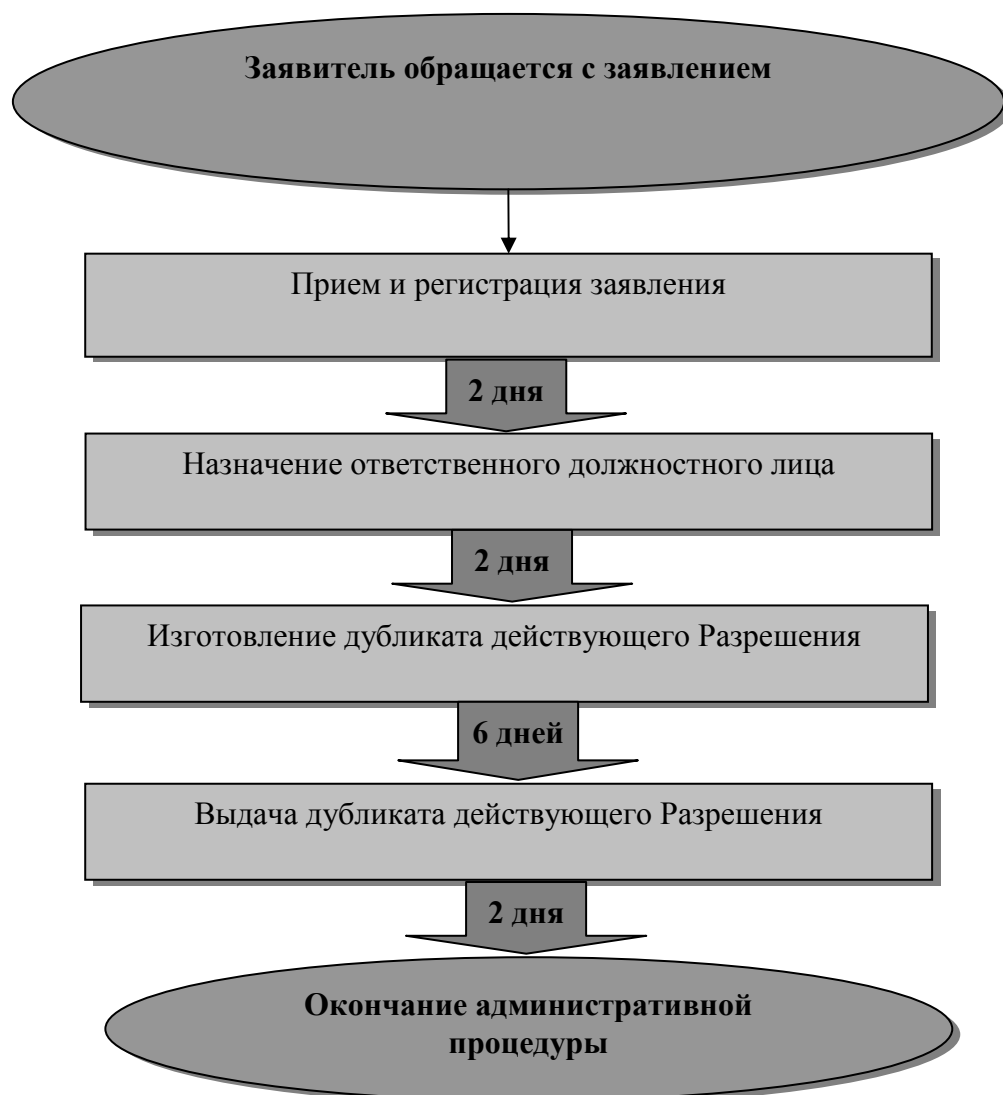 Заявитель обращается с заявлением
Прием и регистрация заявления
2 дня
Назначение ответственного должностного лица
2 дня
Изготовление дубликата действующего Разрешения
6 дней
Выдача дубликата действующего Разрешения
2 дня
Окончание административной
процедуры